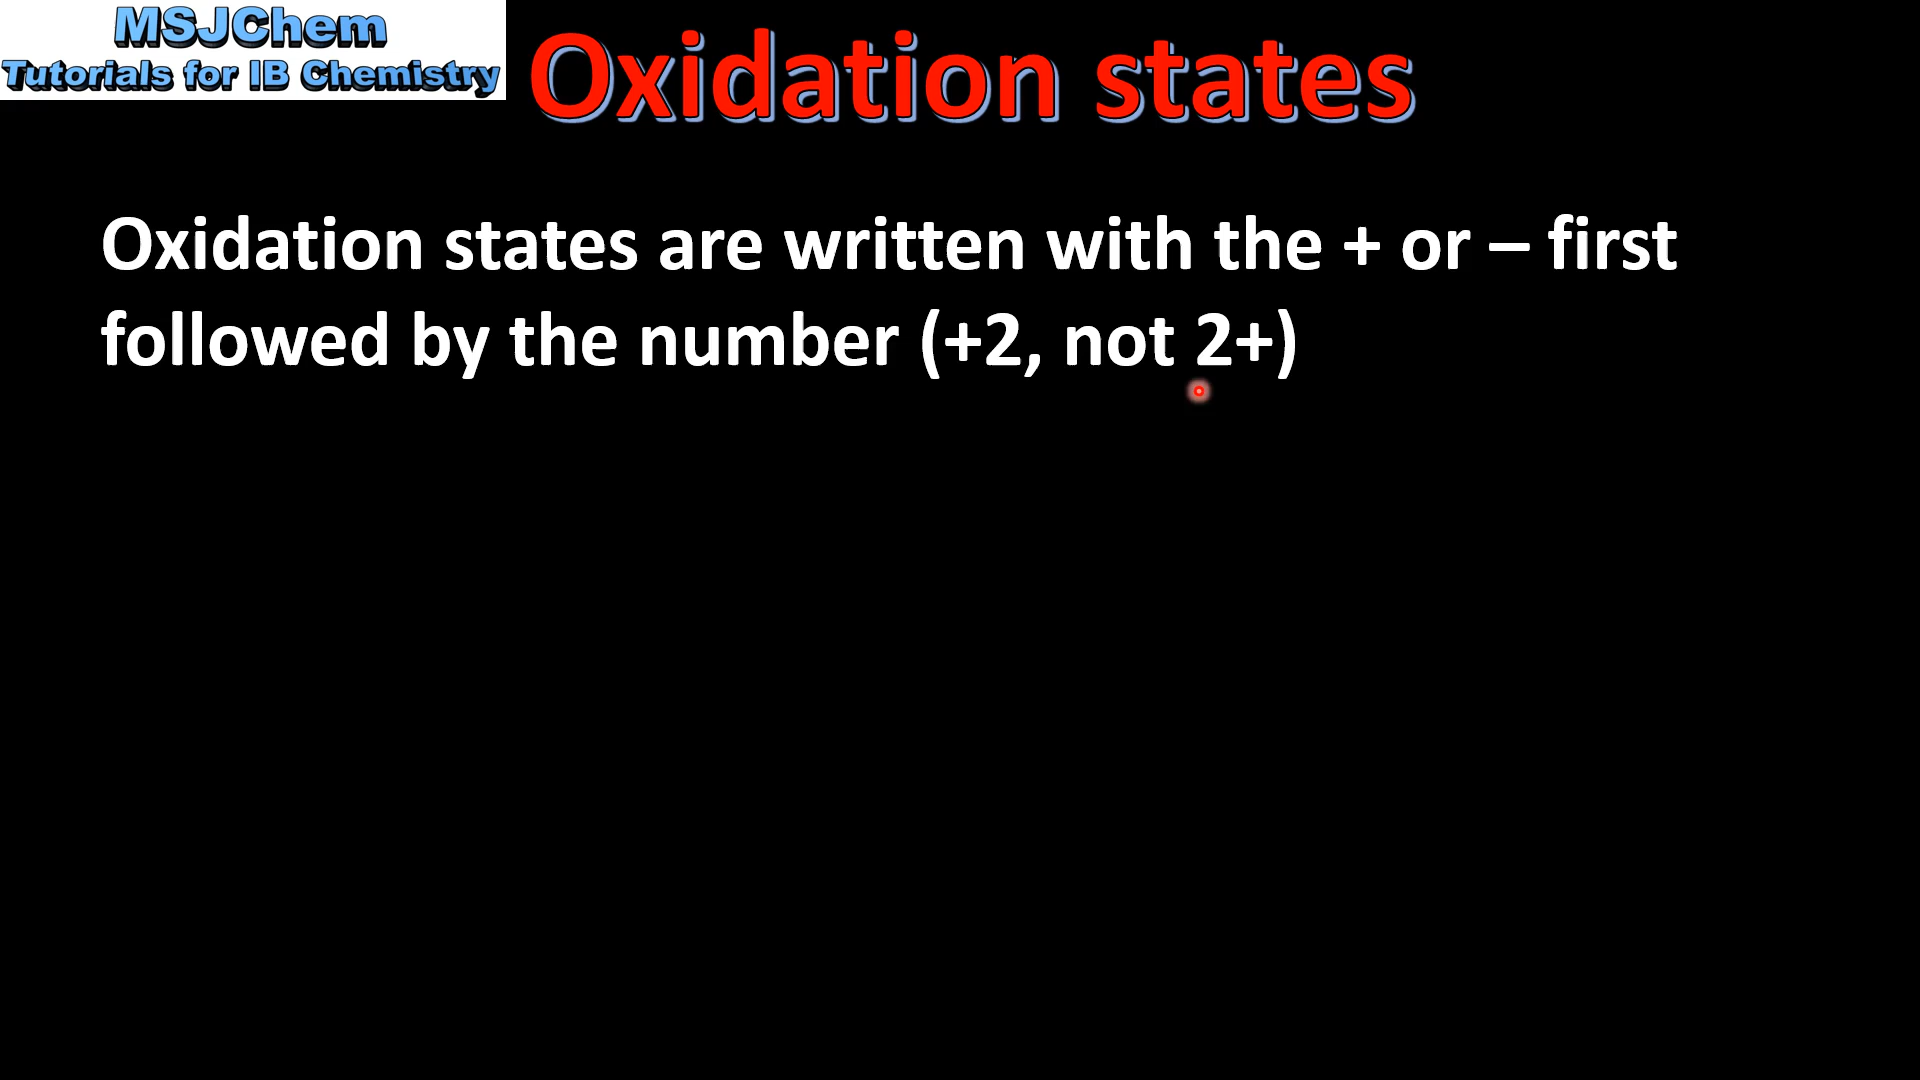 MSJChem
Tutorials for IB Chemistry
Oxidation states
Oxidation states are written with the + or – first
followed by the number (+2, not 2+)